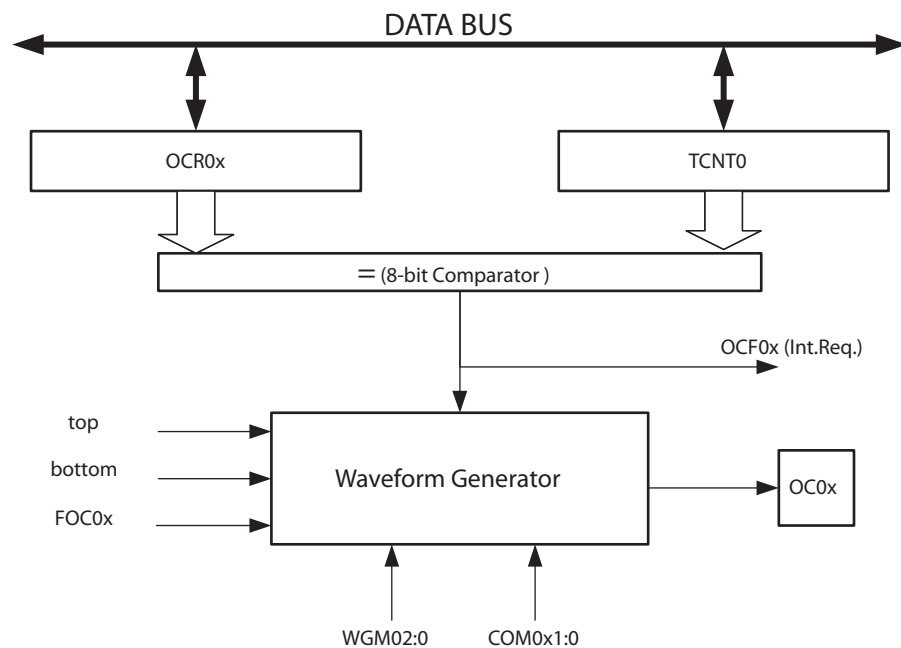 DATA BUS
OCR0x
TCNT0
= (8-bit Comparator )
OCF0x (Int.Req.)
top
bottom
FOC0x
Waveform Generator
OC0x
WGM02:0
COM0x1:0